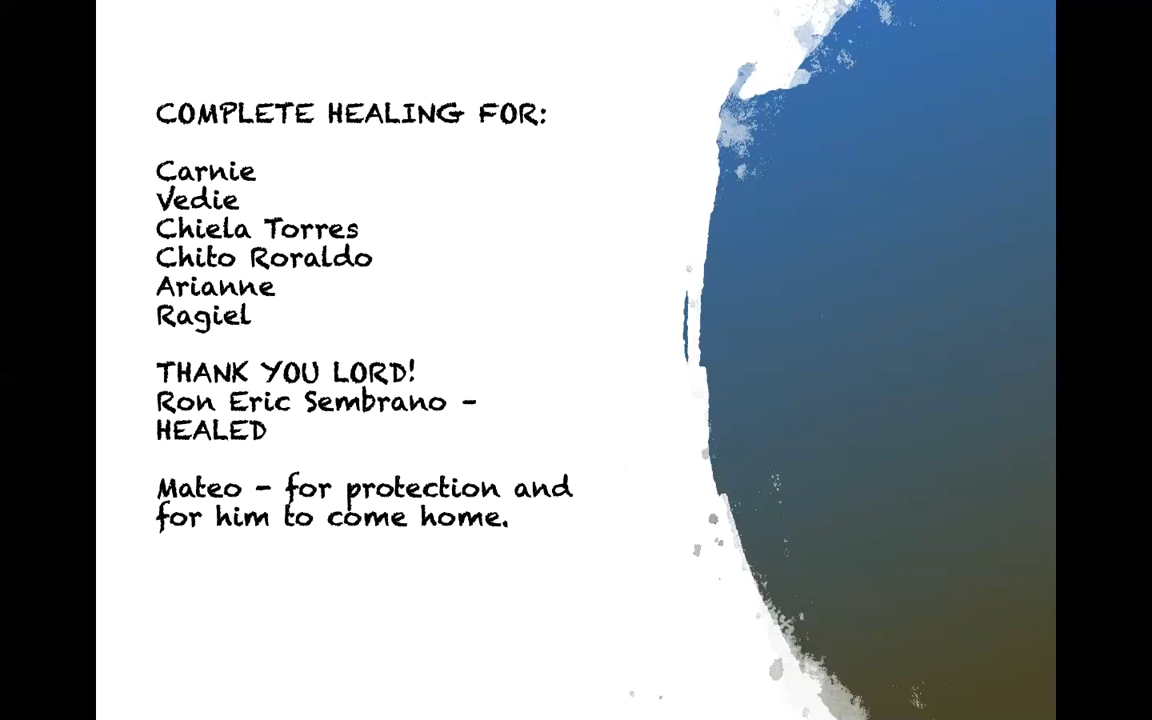 COMPLETE HEALING FOR:
Carnie
Vedie
Chiela Torres
Chito Roraldo
Arianne
Ragiel
THANK YOU LORD!
Ron Eric Sembrano -
HEALED
Mateo - for protection and
for him to come home.